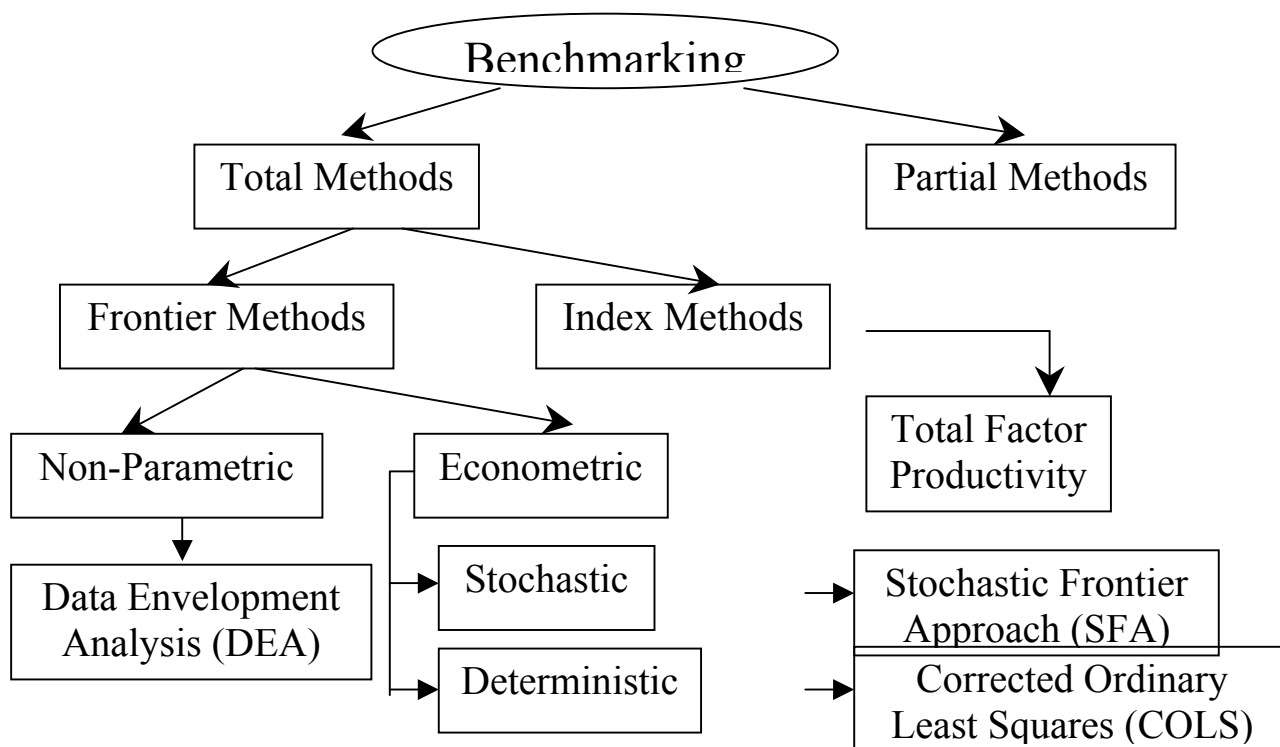 Benchmarking
Total Methods
Partial Methods
Frontier Methods
Index Methods
Non-Parametric
Econometric
Total Factor
Productivity
Data Envelopment
Analysis (DEA)
Stochastic
Stochastic Frontier
Approach (SFA)
Deterministic
Corrected Ordinary
Least Squares (COLS)